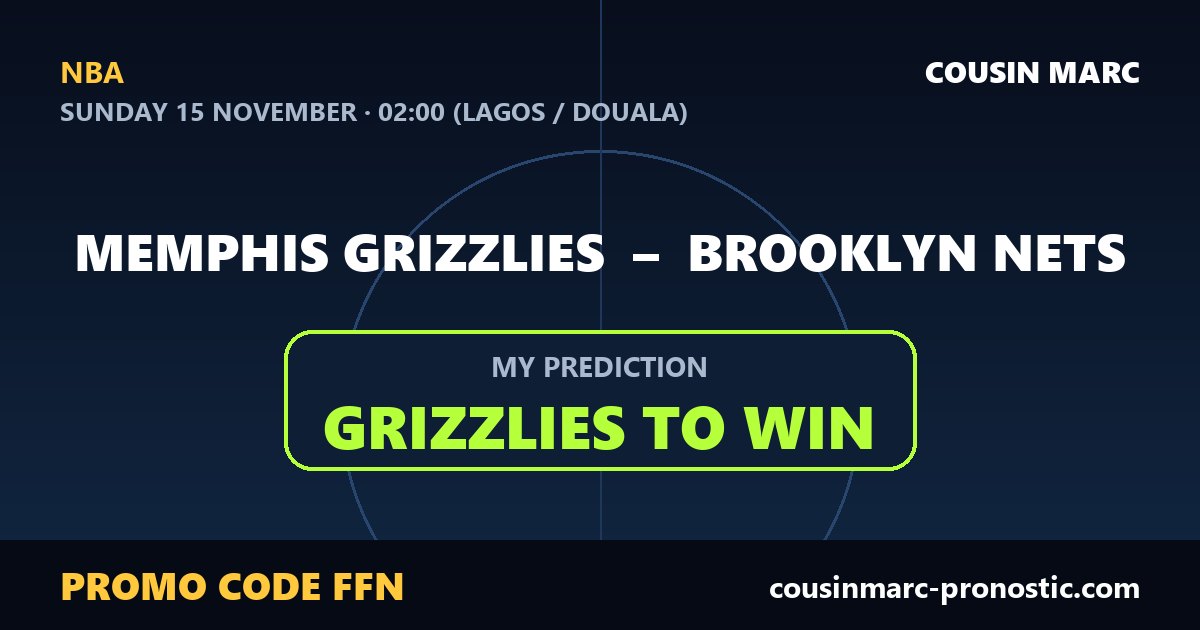 NBA
COUSIN MARC
SUNDAY 15 NOVEMBER · 02:00 (LAGOS / DOUALA)
MEMPHIS GRIZZLIES – BROOKLYN NETS
MY PREDICTION
GRIZZLIES TO WIN
PROMO CODE FFN
cousinmarc-pronostic.com